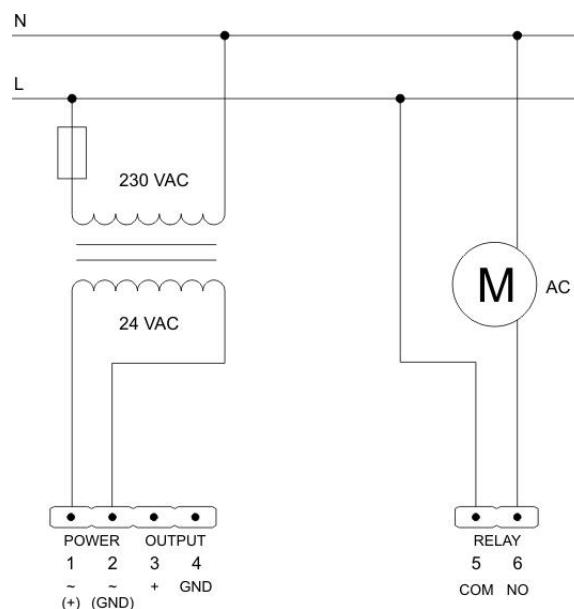 N
L
230 VAC
24 VAC
M AC
POWER OUTPUT RELAY
1 2 3 4 5 6
~ ~ + GND COM NO
(+) (GND)